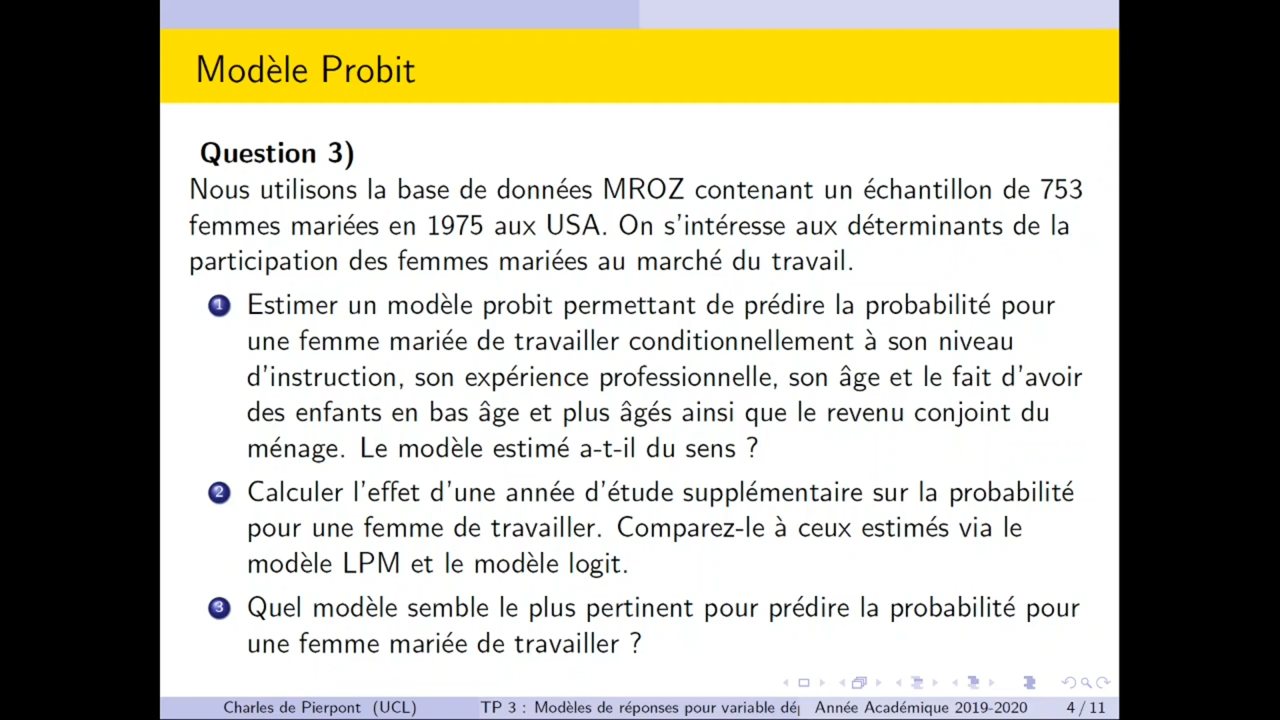 Modèle Probit
Question 3)
Nous utilisons la base de données MROZ contenant un échantillon de 753
femmes mariées en 1975 aux USA. On s'intéresse aux déterminants de la
participation des femmes mariées au marché du travail.
1 Estimer un modèle probit permettant de prédire la probabilité pour
une femme mariée de travailler conditionnellement à son niveau
d'instruction, son expérience professionnelle, son âge et le fait d'avoir
des enfants en bas âge et plus âgés ainsi que le revenu conjoint du
ménage. Le modèle estimé a-t-il du sens ?
2 Calculer l'effet d'une année d'étude supplémentaire sur la probabilité
pour une femme de travailler. Comparez-le à ceux estimés via le
modèle LPM et le modèle logit.
3 Quel modèle semble le plus pertinent pour prédire la probabilité pour
une femme mariée de travailler ?
Charles de Pierpont (UCL) TP 3 : Modèles de réponses pour variable dé Année Académique 2019-2020 4 / 11